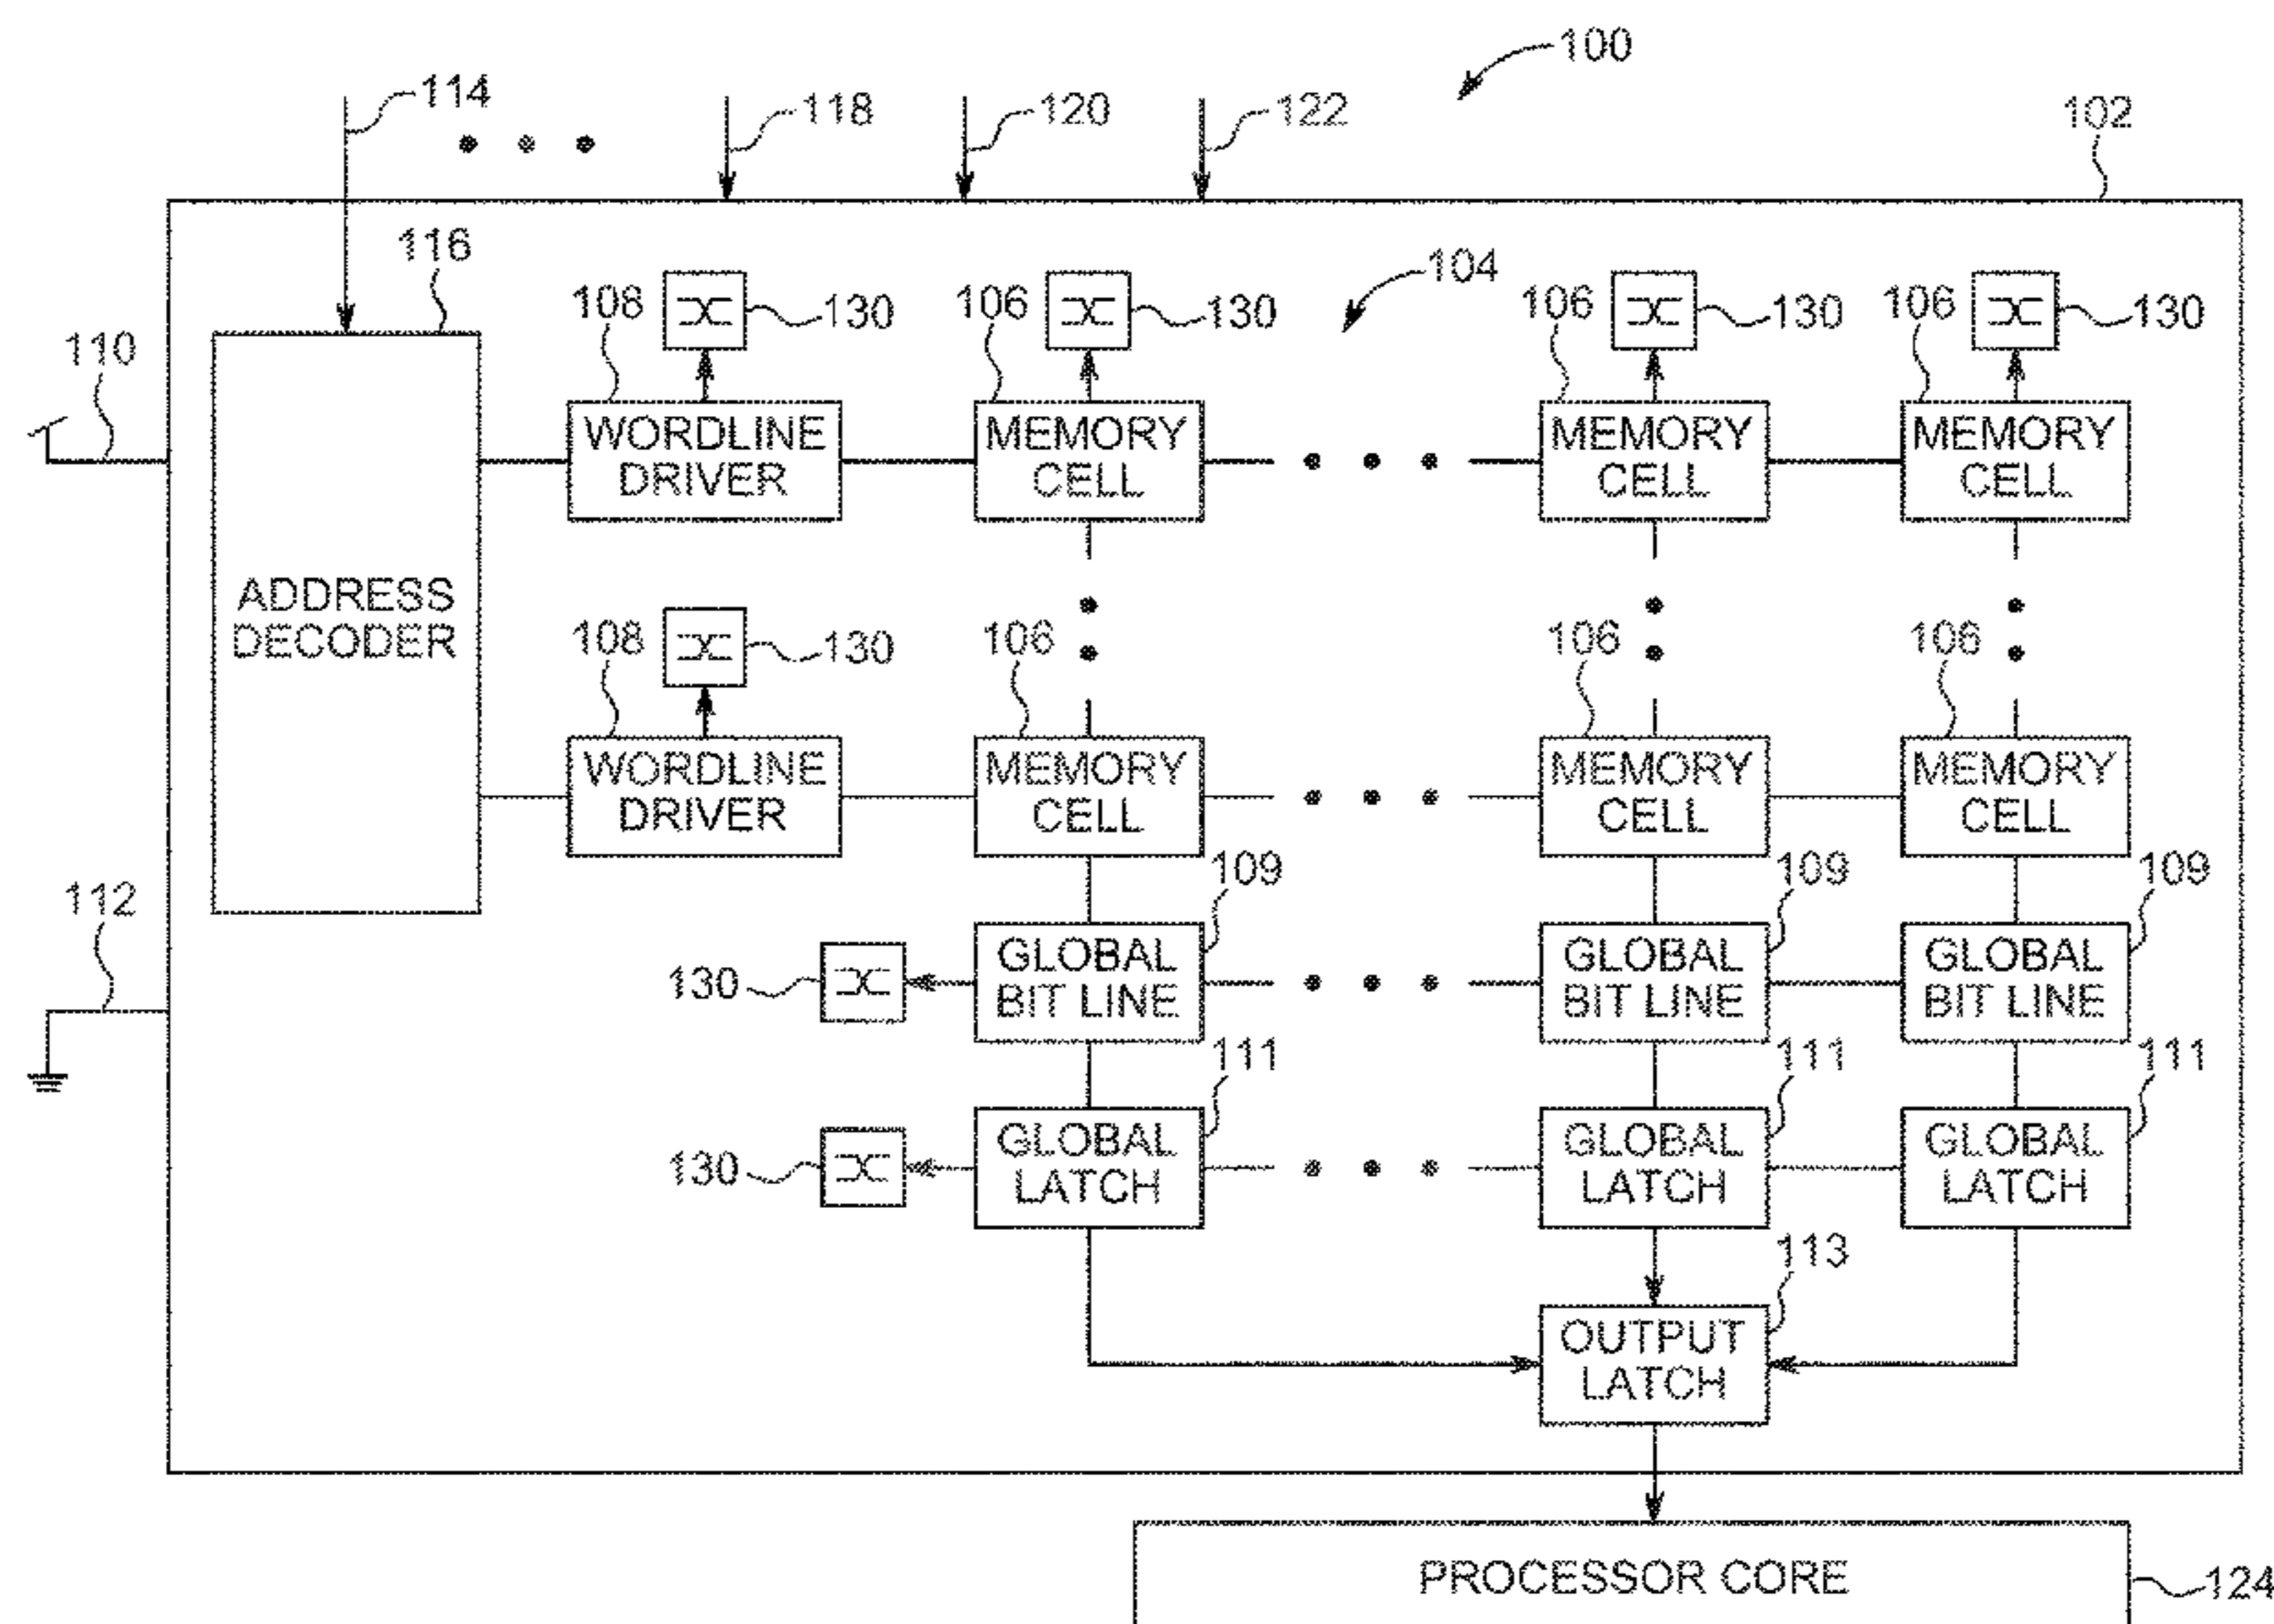 100
114
118
120
122
102
116
104
108
130
106
130
106
130
106
130
110
WORDLINE
DRIVER
MEMORY
CELL
MEMORY
CELL
MEMORY
CELL
ADDRESS
DECODER
108
130
106
106
106
WORDLINE
DRIVER
MEMORY
CELL
MEMORY
CELL
MEMORY
CELL
112
109
109
109
130
GLOBAL
BIT LINE
GLOBAL
BIT LINE
GLOBAL
BIT LINE
111
111
111
130
GLOBAL
LATCH
GLOBAL
LATCH
GLOBAL
LATCH
113
OUTPUT
LATCH
PROCESSOR CORE
124